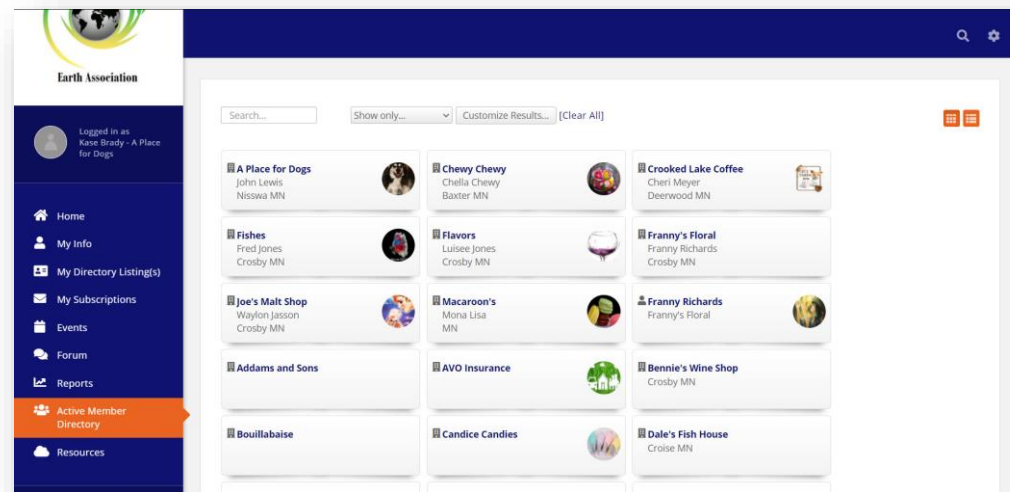 Earth Association
Logged in as
Kase Brady - A Place
for Dogs
Home
My Info
My Directory Listing(s)
My Subscriptions
Events
Forum
Reports
Active Member
Directory
Resources
Search...
Show only...
Customize Results...
[Clear All]
A Place for Dogs
John Lewis
Nisswa MN
Chewy Chewy
Chella Chewy
Baxter MN
Crooked Lake Coffee
Cheri Meyer
Deerwood MN
Fishes
Fred Jones
Crosby MN
Flavors
Luisee Jones
Crosby MN
Franny's Floral
Franny Richards
Crosby MN
Joe's Malt Shop
Waylon Jasson
Crosby MN
Macaroon's
Mona Lisa
MN
Franny Richards
Franny's Floral
Addams and Sons
AVO Insurance
Bennie's Wine Shop
Crosby MN
Bouillabaise
Candice Candies
Dale's Fish House
Croise MN